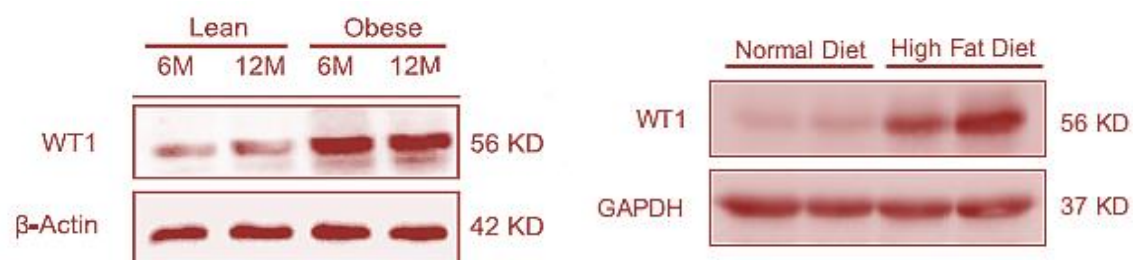 Lean Obese
6M 12M 6M 12M
WT1 56 KD
β-Actin 42 KD
Normal Diet High Fat Diet
WT1 56 KD
GAPDH 37 KD